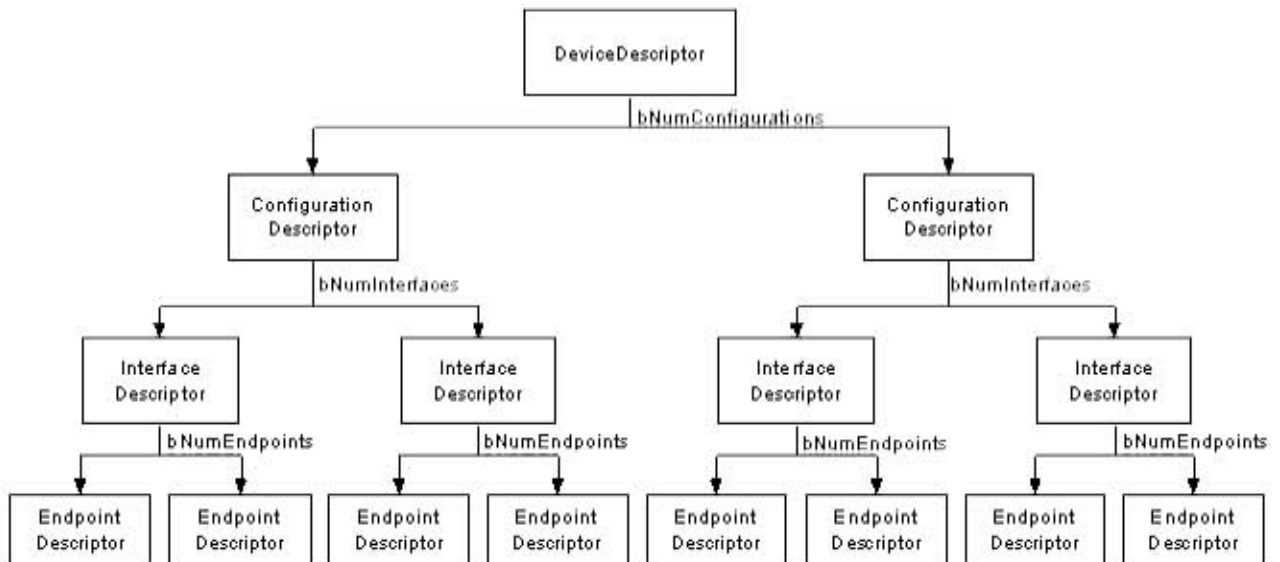 DeviceDescriptor
bNumConfigurations
Configuration
Descriptor
Configuration
Descriptor
bNumInterfaces
bNumInterfaces
Interface
Descriptor
Interface
Descriptor
Interface
Descriptor
Interface
Descriptor
bNumEndpoints
bNumEndpoints
bNumEndpoints
bNumEndpoints
Endpoint
Descriptor
Endpoint
Descriptor
Endpoint
Descriptor
Endpoint
Descriptor
Endpoint
Descriptor
Endpoint
Descriptor
Endpoint
Descriptor
Endpoint
Descriptor